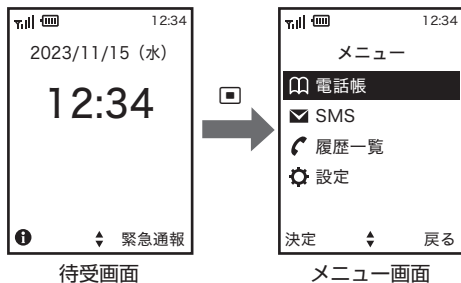 12:34
2023/11/15（水）
12:34
緊急通報
待受画面
12:34
メニュー
電話帳
SMS
履歴一覧
設定
決定
戻る
メニュー画面